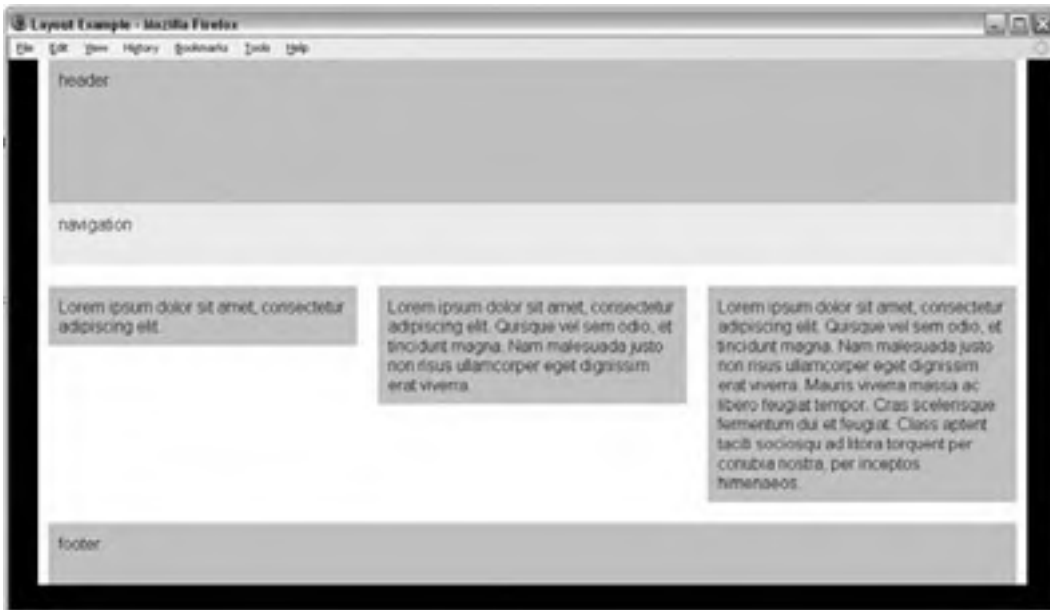 Layout Example - Mozilla Firefox
File Edit View History Bookmarks Tools Help
header
navigation
Lorem ipsum dolor sit amet, consectetur
adipiscing elit.
Lorem ipsum dolor sit amet, consectetur
adipiscing elit. Quisque vel sem odio, et
tincidunt magna. Nam malesuada justo
non risus ullamcorper eget dignissim
erat viverra.
Lorem ipsum dolor sit amet, consectetur
adipiscing elit. Quisque vel sem odio, et
tincidunt magna. Nam malesuada justo
non risus ullamcorper eget dignissim
erat viverra. Mauris viverra massa ac
libero feugiat tempor. Cras scelerisque
fermentum dui et feugiat. Class aptent
taciti sociosqu ad litora torquent per
conubia nostra, per inceptos
himenaeos.
footer